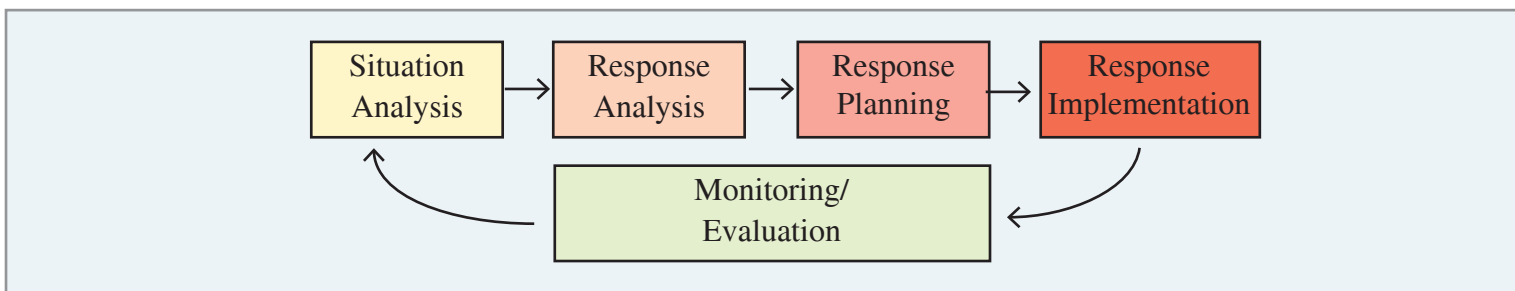 Situation
Analysis
Response
Analysis
Response
Planning
Response
Implementation
Monitoring/
Evaluation